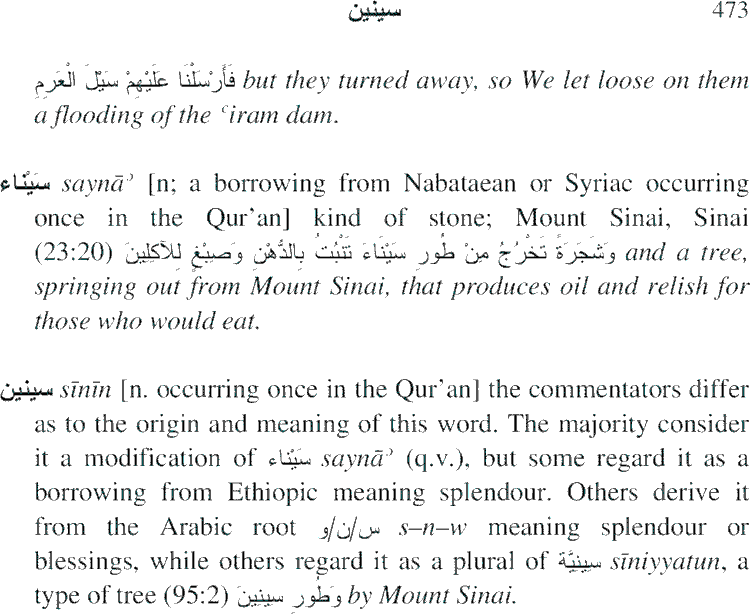 سينين 473
فَأَرْسَلْنَا عَلَيْهِمْ سَيْلَ الْعَرِمِ but they turned away, so We let loose on them
a flooding of the ʿiram dam.
سَيْناء saynāʾ [n; a borrowing from Nabataean or Syriac occurring
once in the Qur’an] kind of stone; Mount Sinai, Sinai
(23:20) وَشَجَرَةً تَخْرُجُ مِنْ طُورِ سَيْنَاءَ تَنْبُتُ بِالدُّهْنِ وَصِبْغٍ لِلآكِلِينَ and a tree,
springing out from Mount Sinai, that produces oil and relish for
those who would eat.
سينين sīnīn [n. occurring once in the Qur’an] the commentators differ
as to the origin and meaning of this word. The majority consider
it a modification of سَيْنَاء saynāʾ (q.v.), but some regard it as a
borrowing from Ethiopic meaning splendour. Others derive it
from the Arabic root س/ن/و s–n–w meaning splendour or
blessings, while others regard it as a plural of سِينِيَّة sīniyyatun, a
type of tree (95:2) وَطُورِ سِينِينَ by Mount Sinai.